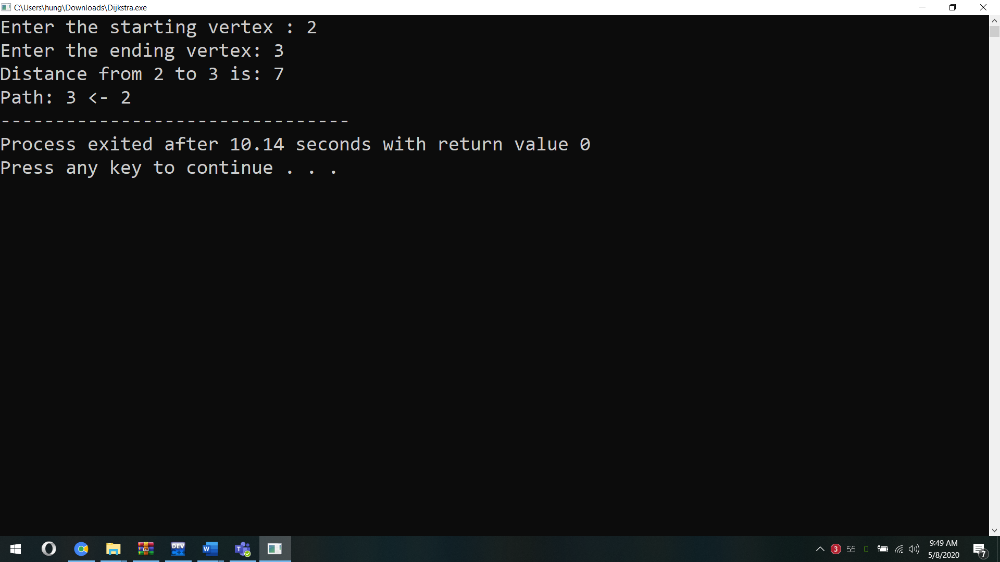 C:\Users\hung\Downloads\Dijkstra.exe
Enter the starting vertex : 2
Enter the ending vertex: 3
Distance from 2 to 3 is: 7
Path: 3 <- 2
--------------------------------
Process exited after 10.14 seconds with return value 0
Press any key to continue . . .
DEV
C++
W
T
3
55
0
9:49 AM
5/8/2020
7